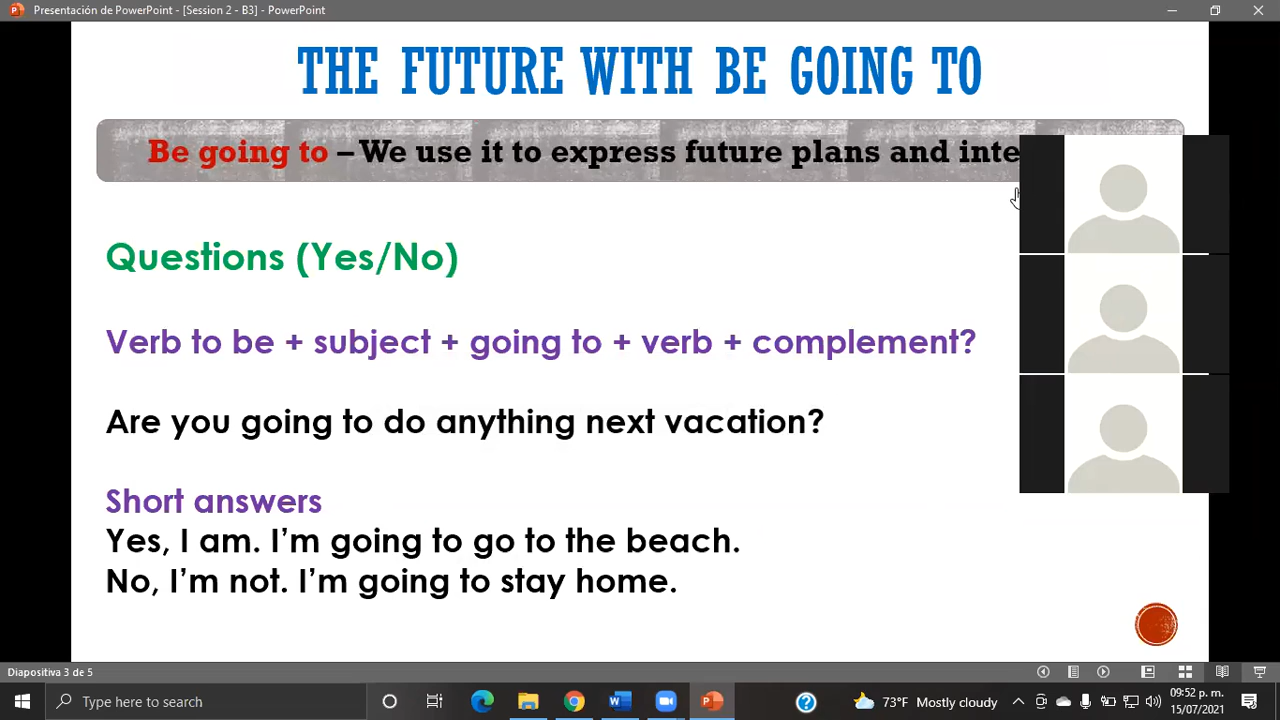 Presentación de PowerPoint - [Session 2 - B3] - PowerPoint
THE FUTURE WITH BE GOING TO
Be going to – We use it to express future plans and inte
Questions (Yes/No)
Verb to be + subject + going to + verb + complement?
Are you going to do anything next vacation?
Short answers
Yes, I am. I'm going to go to the beach.
No, I'm not. I'm going to stay home.
Diapositiva 3 de 5
Type here to search
73°F Mostly cloudy
09:52 p. m.
15/07/2021